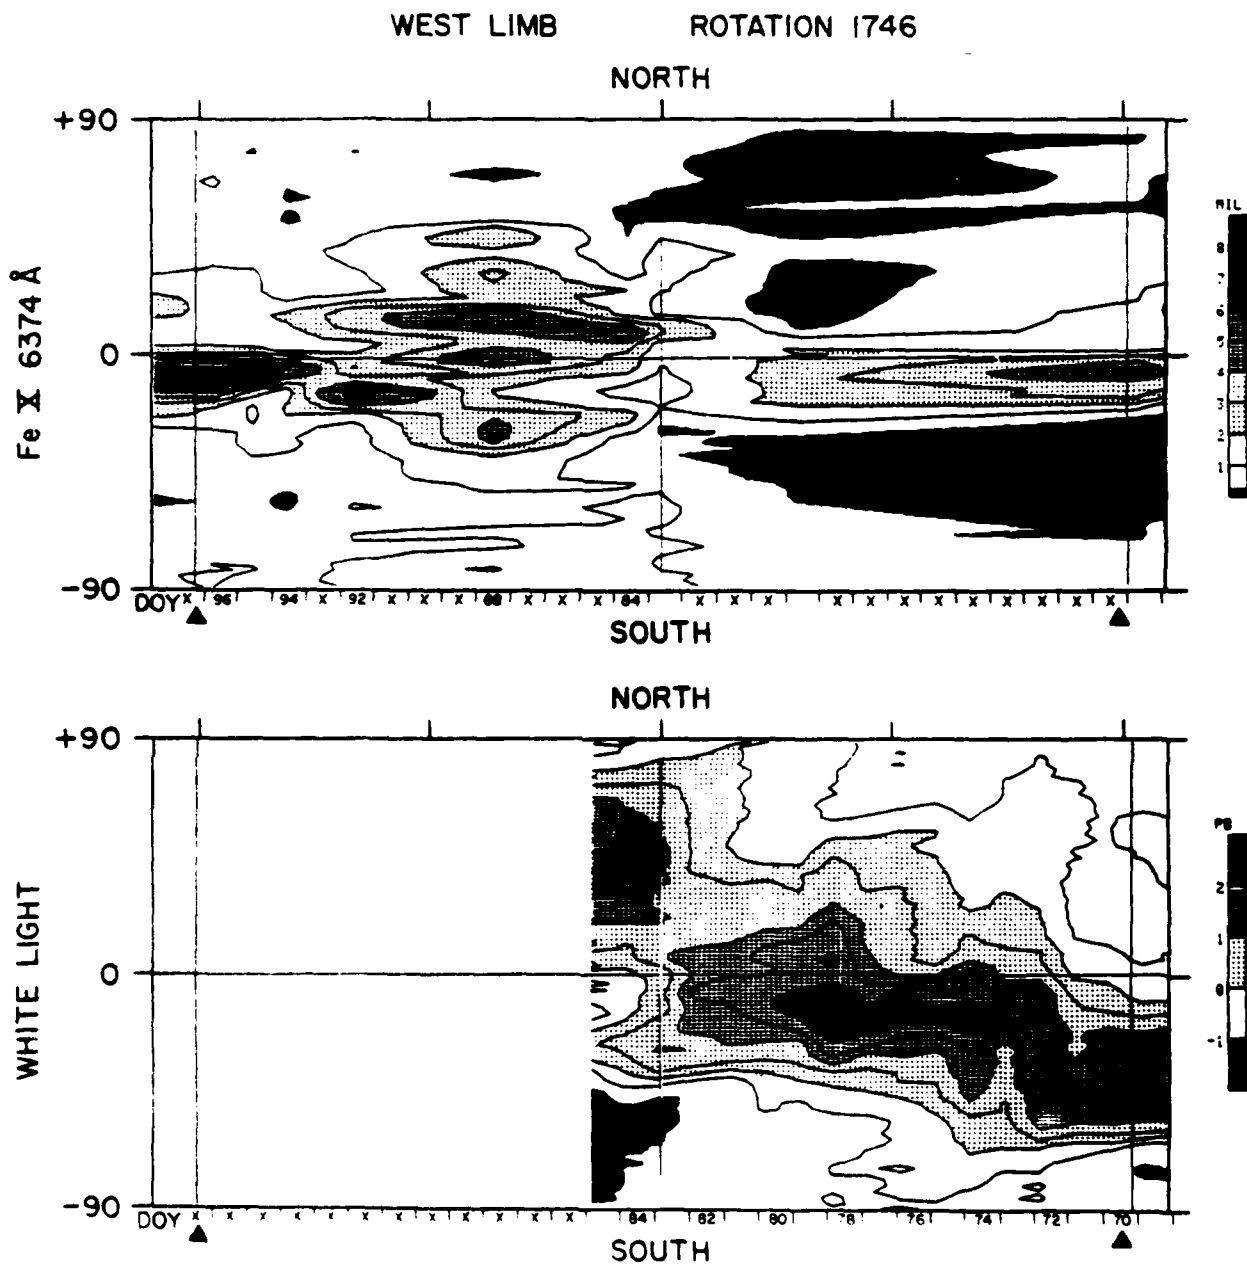 WEST LIMB ROTATION 1746
NORTH
+90
Fe X 6374 Å
0
-90
MIL
8
7
6
5
4
3
2
1
DOY X 96 94 X 92 X X X 88 X X X X 84 X X X X X X X X X X X X
SOUTH
NORTH
+90
WHITE LIGHT
0
-90
PB
2
1
0
-1
DOY X X X X X X X X X X X X 84 82 80 78 76 74 72 70
SOUTH